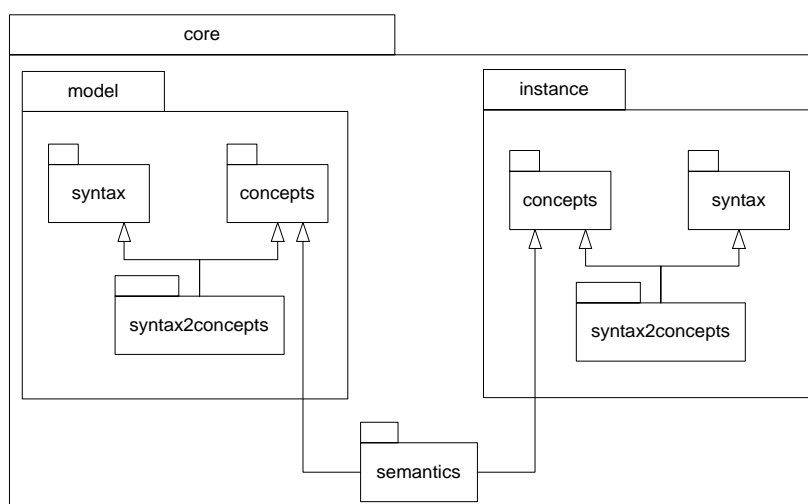 core
model
instance
syntax
concepts
concepts
syntax
syntax2concepts
syntax2concepts
semantics